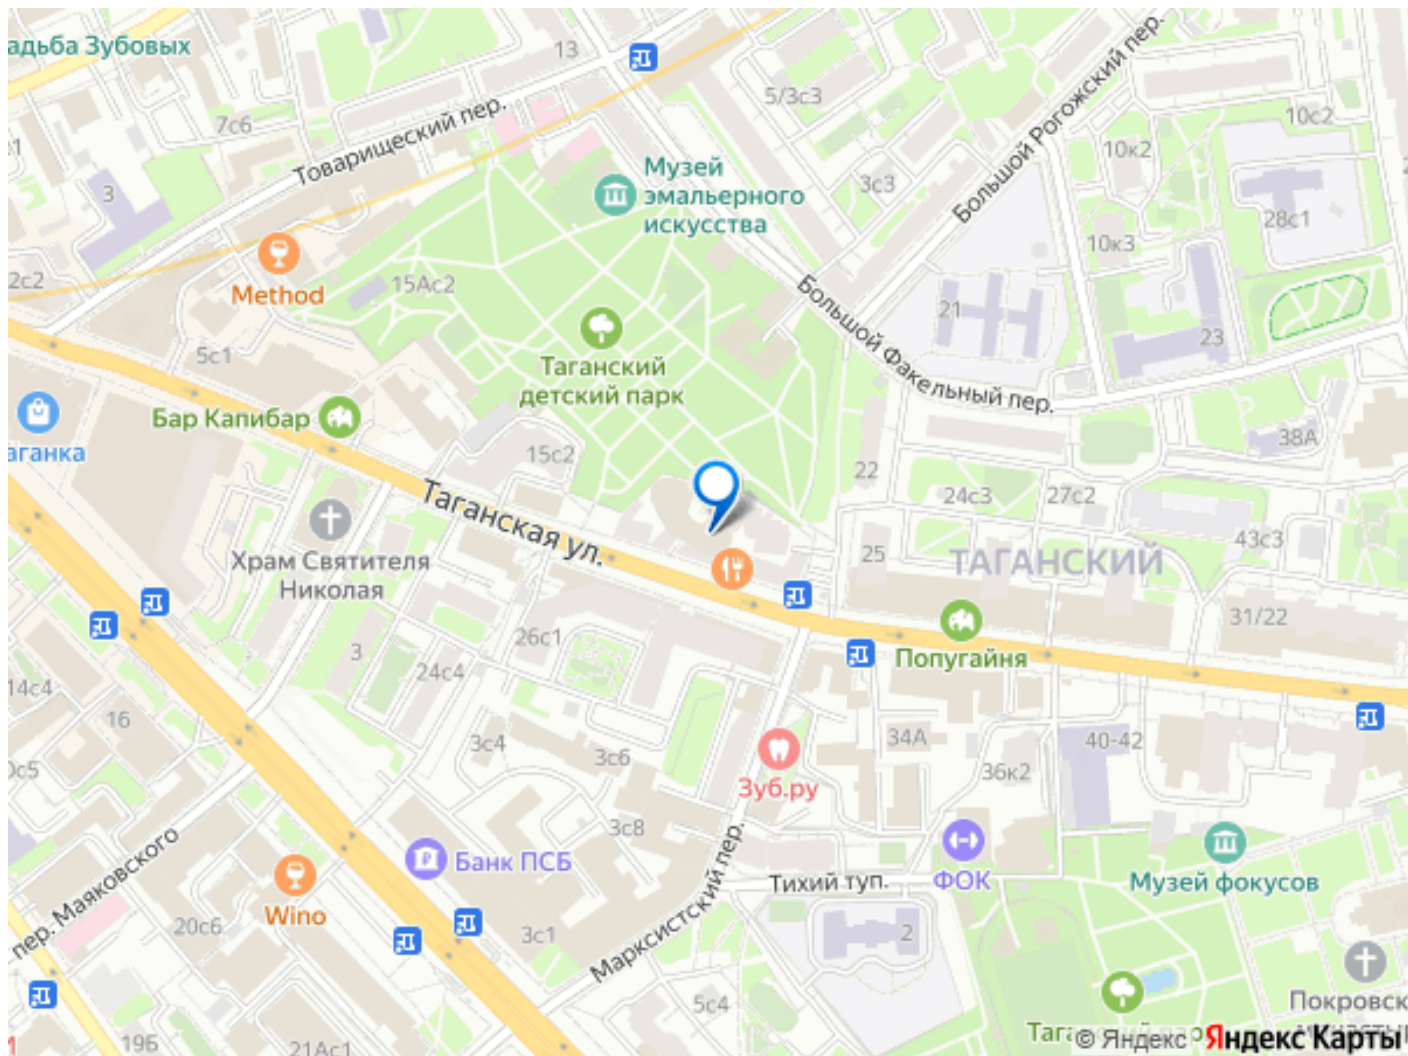 адьба Зубовых
13
5/3с3
7с6
Товарищеский пер.
Большой Рогожский пер.
10с2
10к2
Музей
эмальерного
искусства
3с3
3
28с1
10к3
2с2
Method
15Ас2
21
23
Большой Факельный пер.
5с1
Таганский
детский парк
Бар Капибар
аганка
38А
15с2
22
24с3
27с2
Таганская ул.
Храм Святителя
Николая
25
ТАГАНСКИЙ
43с3
31/22
26с1
3
24с4
Попугайня
14с4
16
3с4
3с6
34А
40-42
36к2
Зуб.ру
3с8
Банк ПСБ
пер. Маяковского
Марксистский пер.
Тихий туп.
ФОК
Музей фокусов
Wino
20с6
3с1
2
5с4
Покровск
19Б
21Ас1
© Яндекс Яндекс Карты